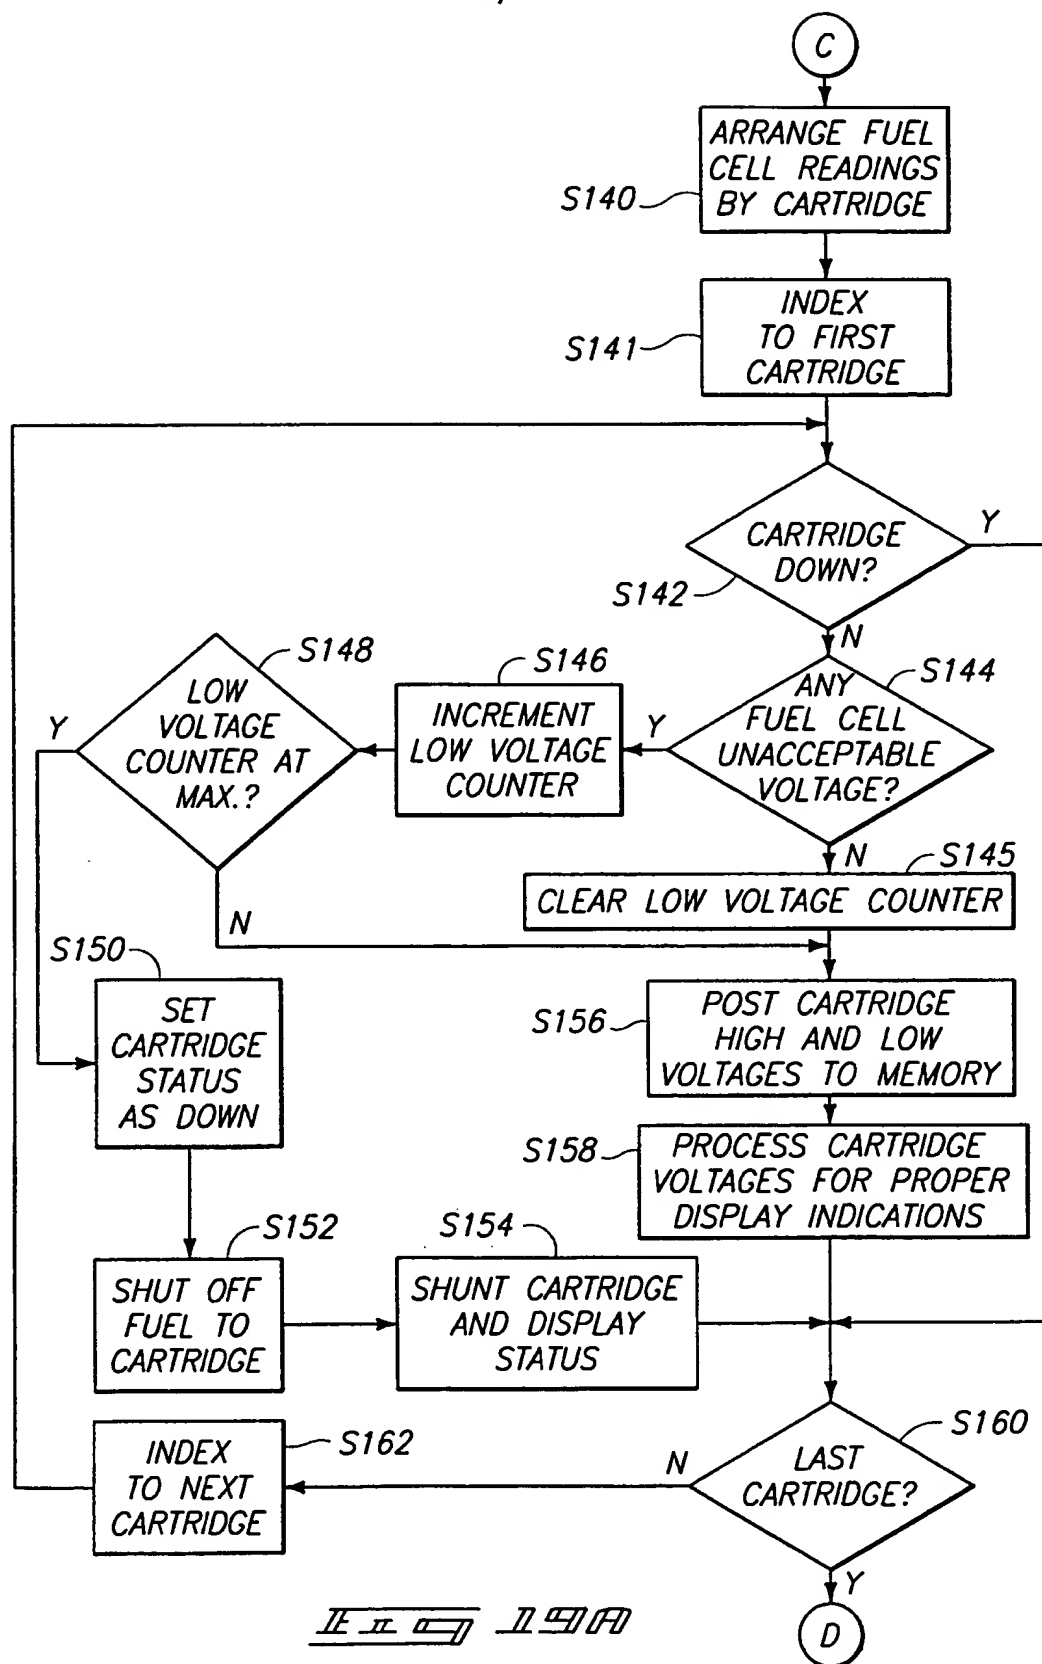 C
ARRANGE FUEL
CELL READINGS
BY CARTRIDGE
S140
INDEX
TO FIRST
CARTRIDGE
S141
CARTRIDGE
DOWN?
Y
S142
N
S148
LOW
VOLTAGE
COUNTER AT
MAX.?
Y
S146
INCREMENT
LOW VOLTAGE
COUNTER
Y
S144
ANY
FUEL CELL
UNACCEPTABLE
VOLTAGE?
N
S145
CLEAR LOW VOLTAGE COUNTER
N
S150
SET
CARTRIDGE
STATUS
AS DOWN
S156
POST CARTRIDGE
HIGH AND LOW
VOLTAGES TO MEMORY
S158
PROCESS CARTRIDGE
VOLTAGES FOR PROPER
DISPLAY INDICATIONS
S152
SHUT OFF
FUEL TO
CARTRIDGE
S154
SHUNT CARTRIDGE
AND DISPLAY
STATUS
S162
INDEX
TO NEXT
CARTRIDGE
N
S160
LAST
CARTRIDGE?
Y
D
FIG 19A